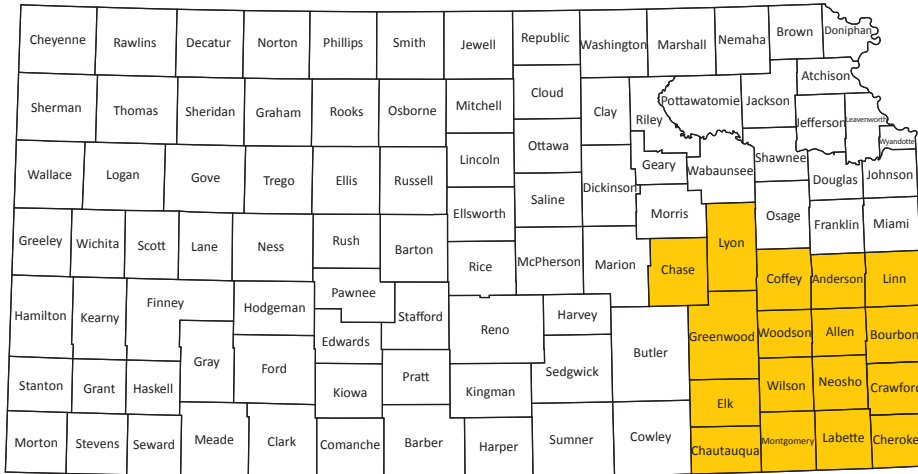 Cheyenne
Rawlins
Decatur
Norton
Phillips
Smith
Jewell
Republic
Washington
Marshall
Nemaha
Brown
Doniphan
Atchison
Sherman
Thomas
Sheridan
Graham
Rooks
Osborne
Mitchell
Cloud
Clay
Riley
Pottawatomie
Jackson
Jefferson
Leavenworth
Wyandotte
Lincoln
Ottawa
Geary
Wabaunsee
Shawnee
Douglas
Johnson
Wallace
Logan
Gove
Trego
Ellis
Russell
Ellsworth
Saline
Dickinson
Morris
Lyon
Osage
Franklin
Miami
Greeley
Wichita
Scott
Lane
Ness
Rush
Barton
Rice
McPherson
Marion
Chase
Coffey
Anderson
Linn
Hamilton
Kearny
Finney
Hodgeman
Pawnee
Stafford
Edwards
Reno
Harvey
Butler
Greenwood
Woodson
Allen
Bourbon
Gray
Ford
Sedgwick
Stanton
Grant
Haskell
Kiowa
Pratt
Kingman
Elk
Wilson
Neosho
Crawford
Morton
Stevens
Seward
Meade
Clark
Comanche
Barber
Harper
Sumner
Cowley
Chautauqua
Montgomery
Labette
Cheroke